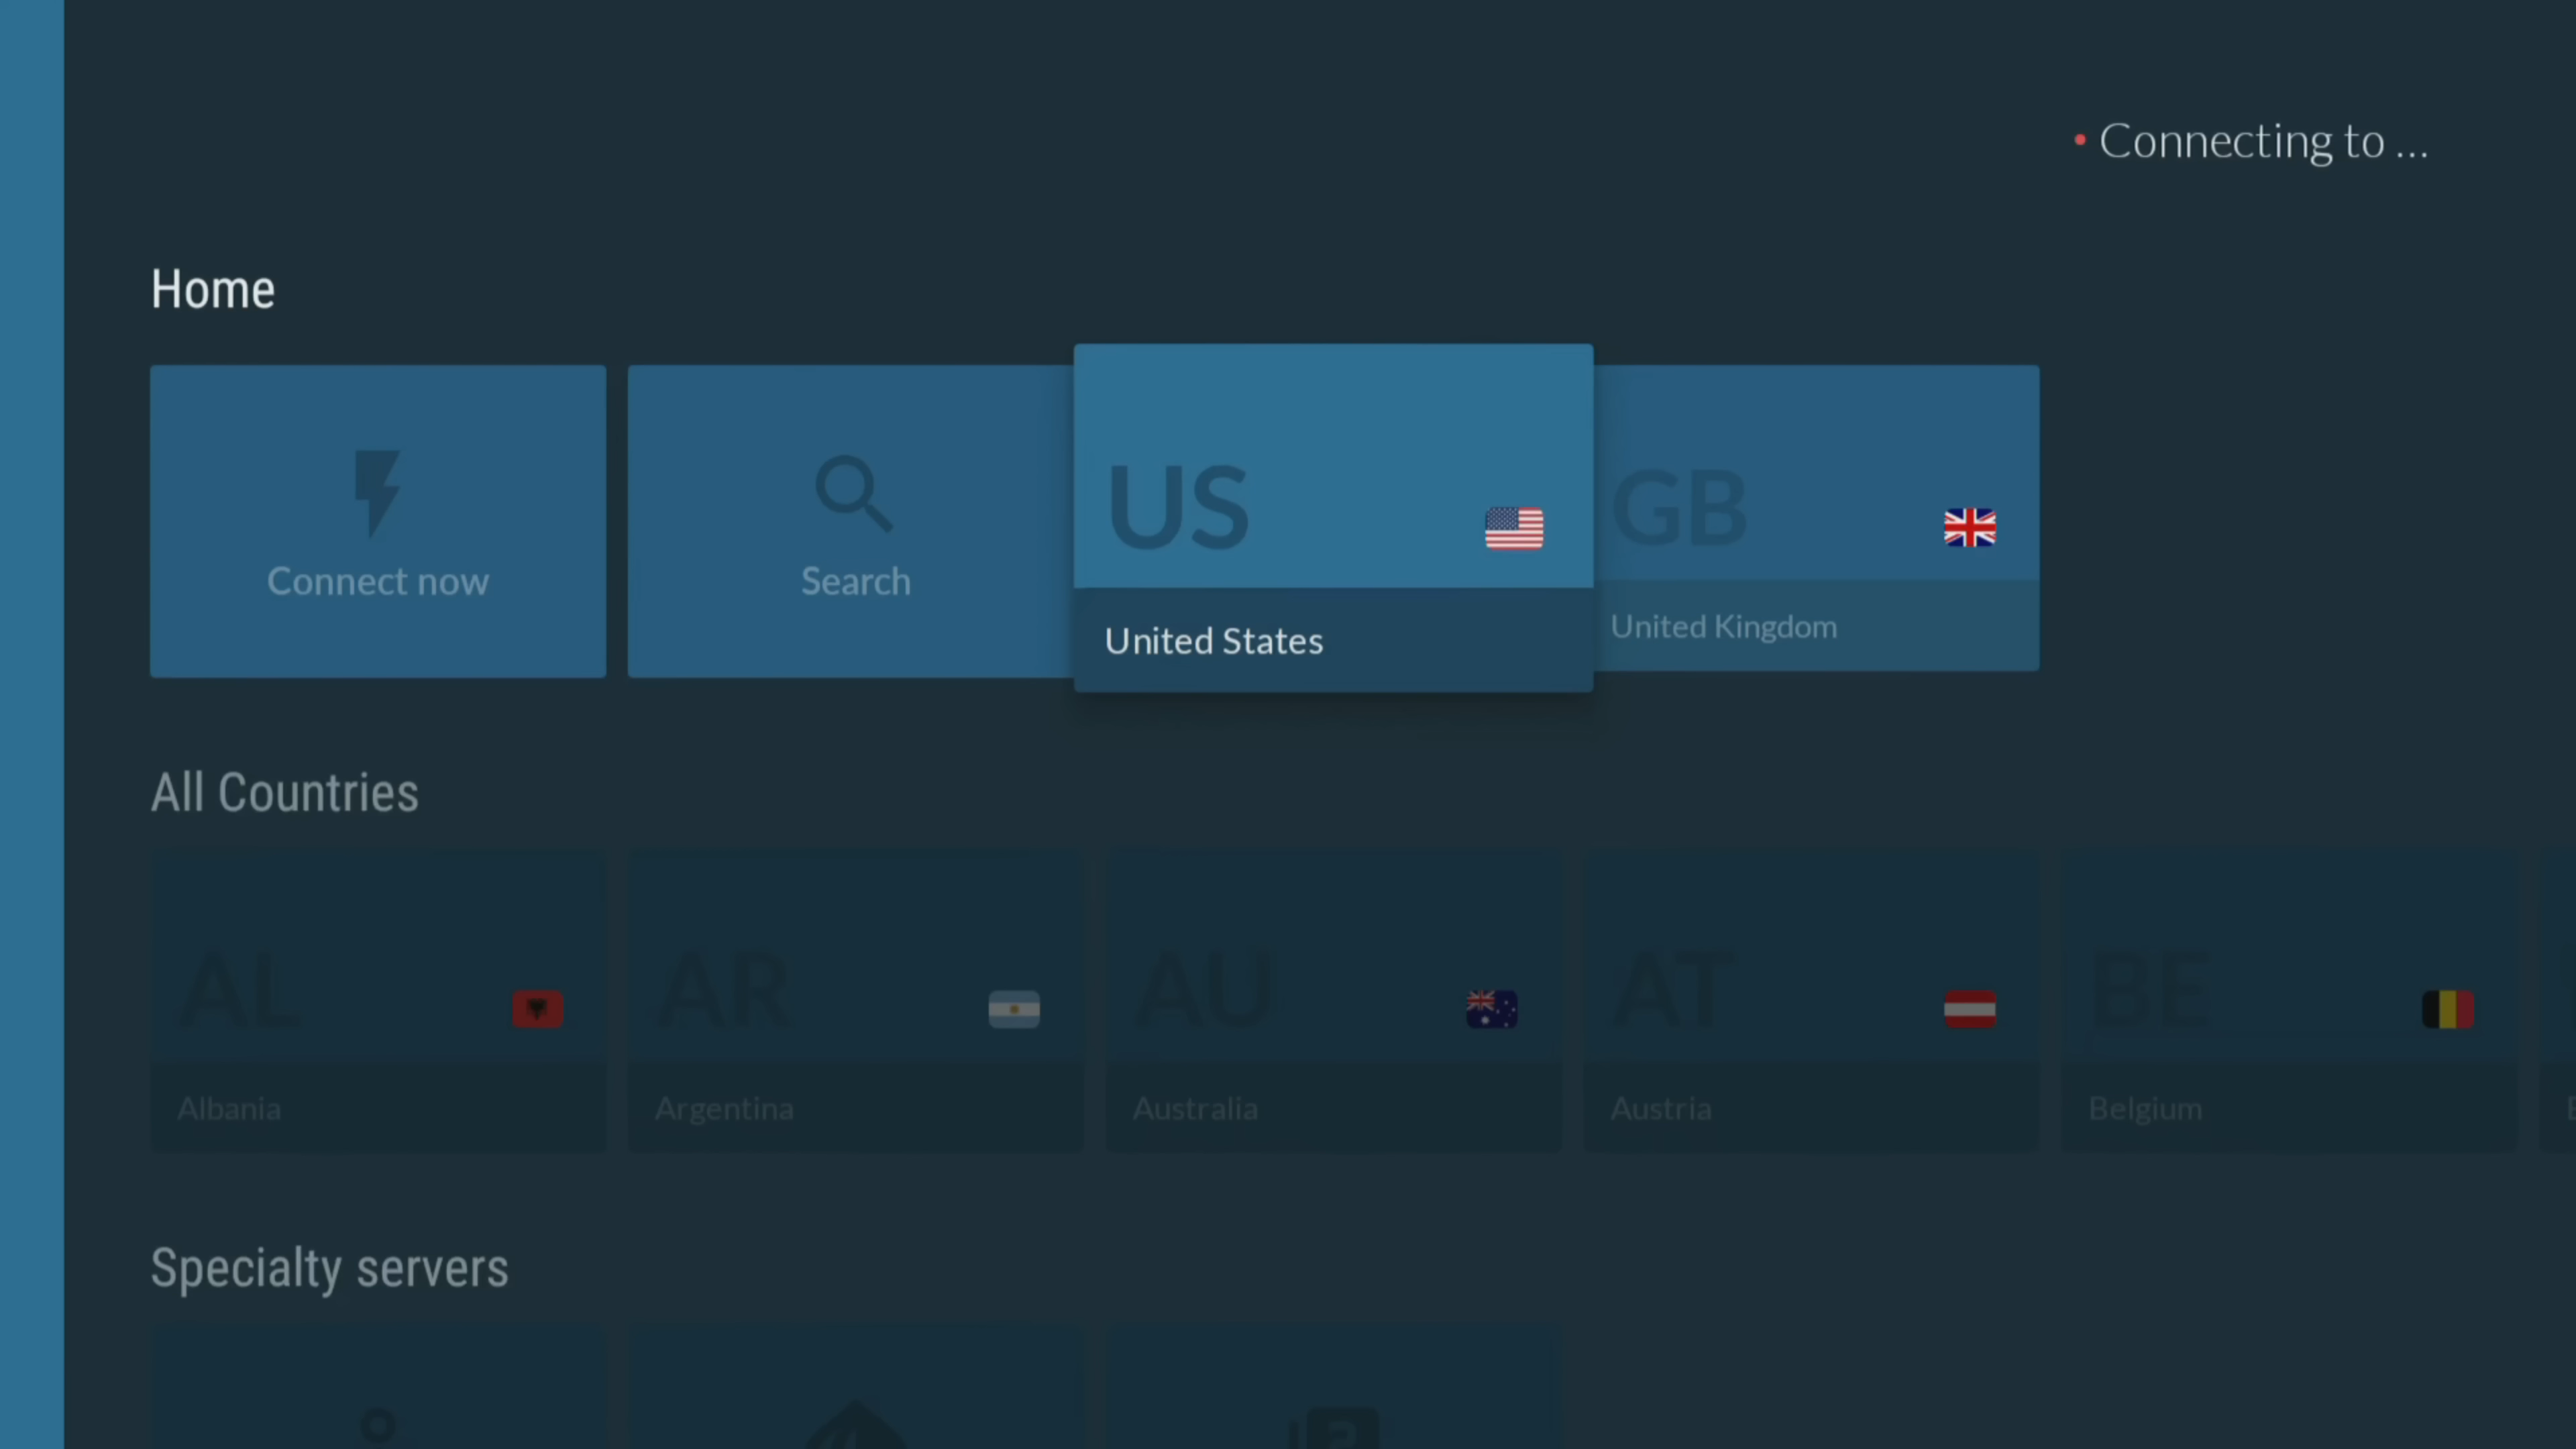 Connecting to ...
Home
Connect now
Search
US
United States
GB
United Kingdom
All Countries
AL
Albania
AR
Argentina
AU
Australia
AT
Austria
BE
Belgium
Specialty servers